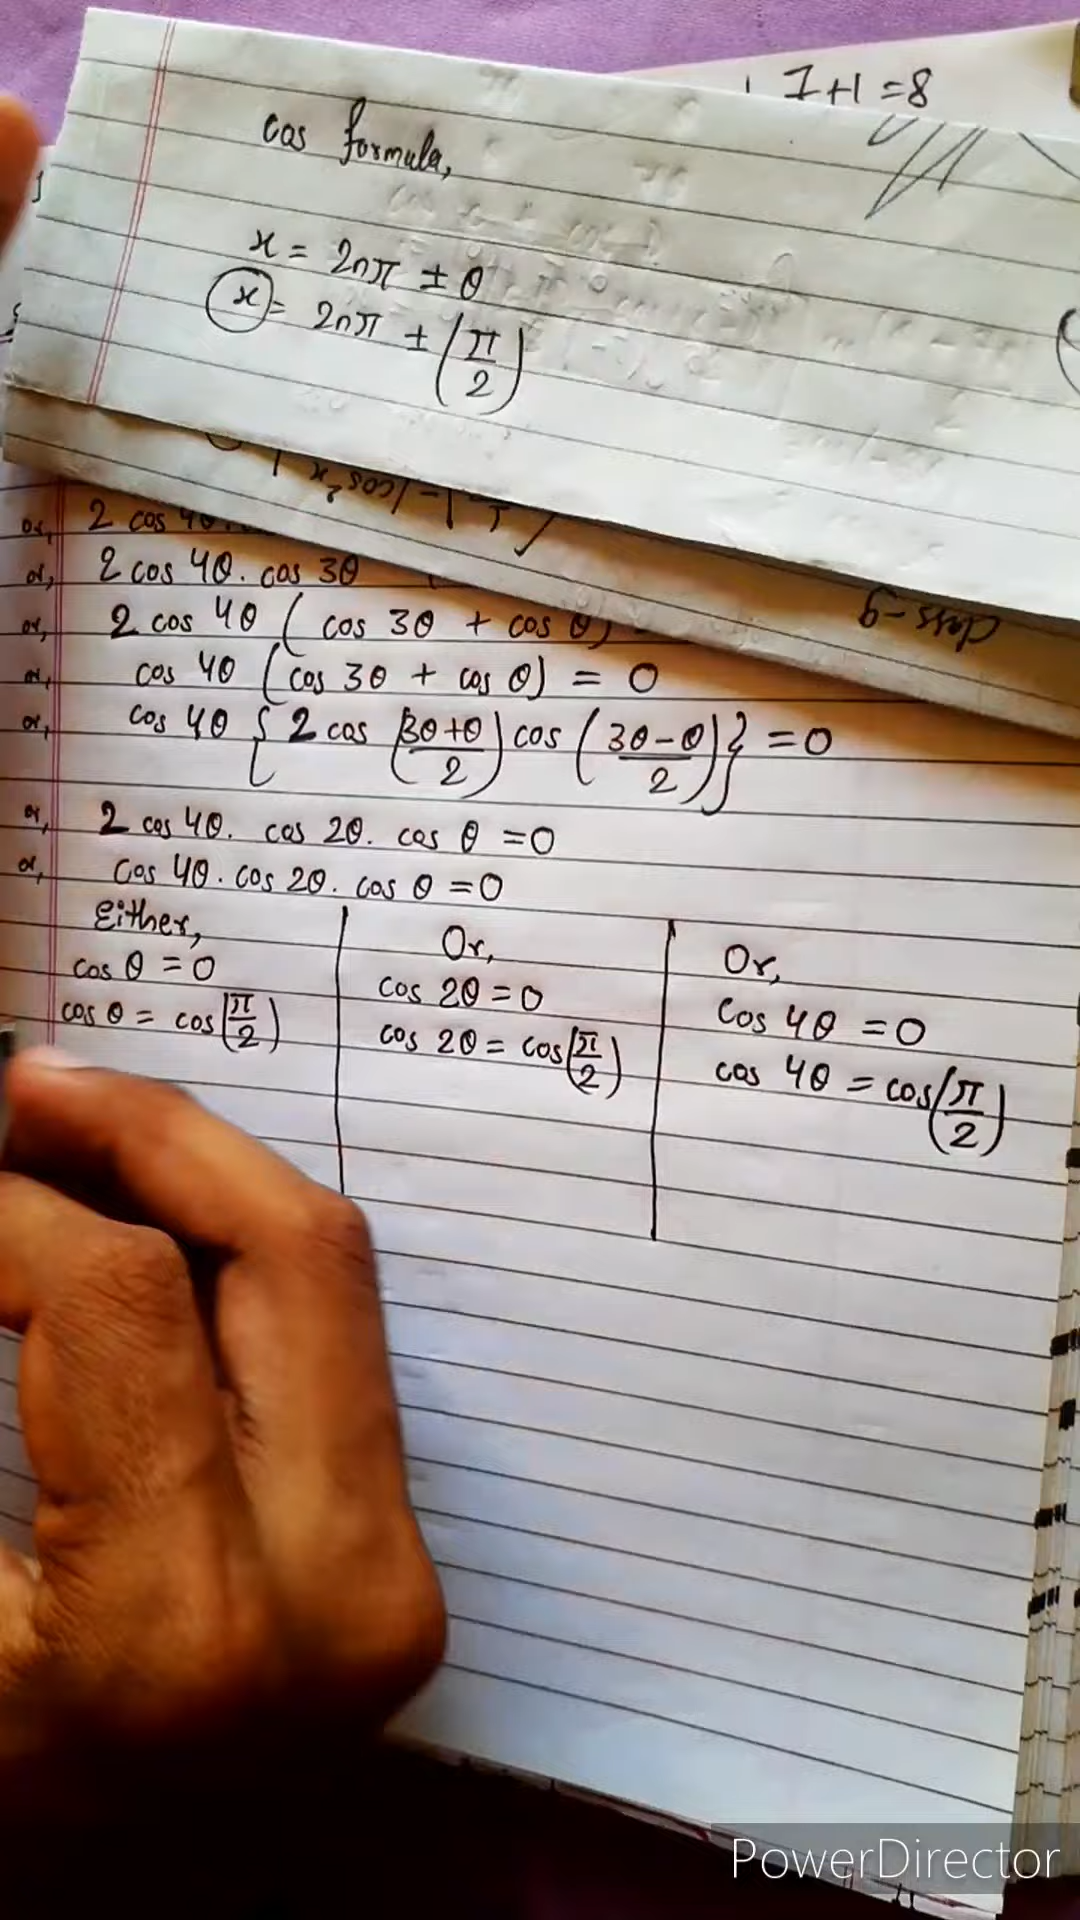 7+1=8
cos formula,
x = 2nπ ± θ
x = 2nπ ± (π/2)
or, 2 cos 4θ
or, 2 cos 4θ. cos 3θ
or, 2 cos 4θ ( cos 3θ + cos θ)
or, cos 4θ (cos 3θ + cos θ) = 0
or, cos 4θ { 2 cos (3θ+θ/2) cos (3θ-θ/2)} = 0
or, 2 cos 4θ. cos 2θ. cos θ = 0
or, cos 4θ. cos 2θ. cos θ = 0
Either,
cos θ = 0
cos θ = cos(π/2)
Or,
cos 2θ = 0
cos 2θ = cos(π/2)
Or,
cos 4θ = 0
cos 4θ = cos(π/2)
class-9
PowerDirector